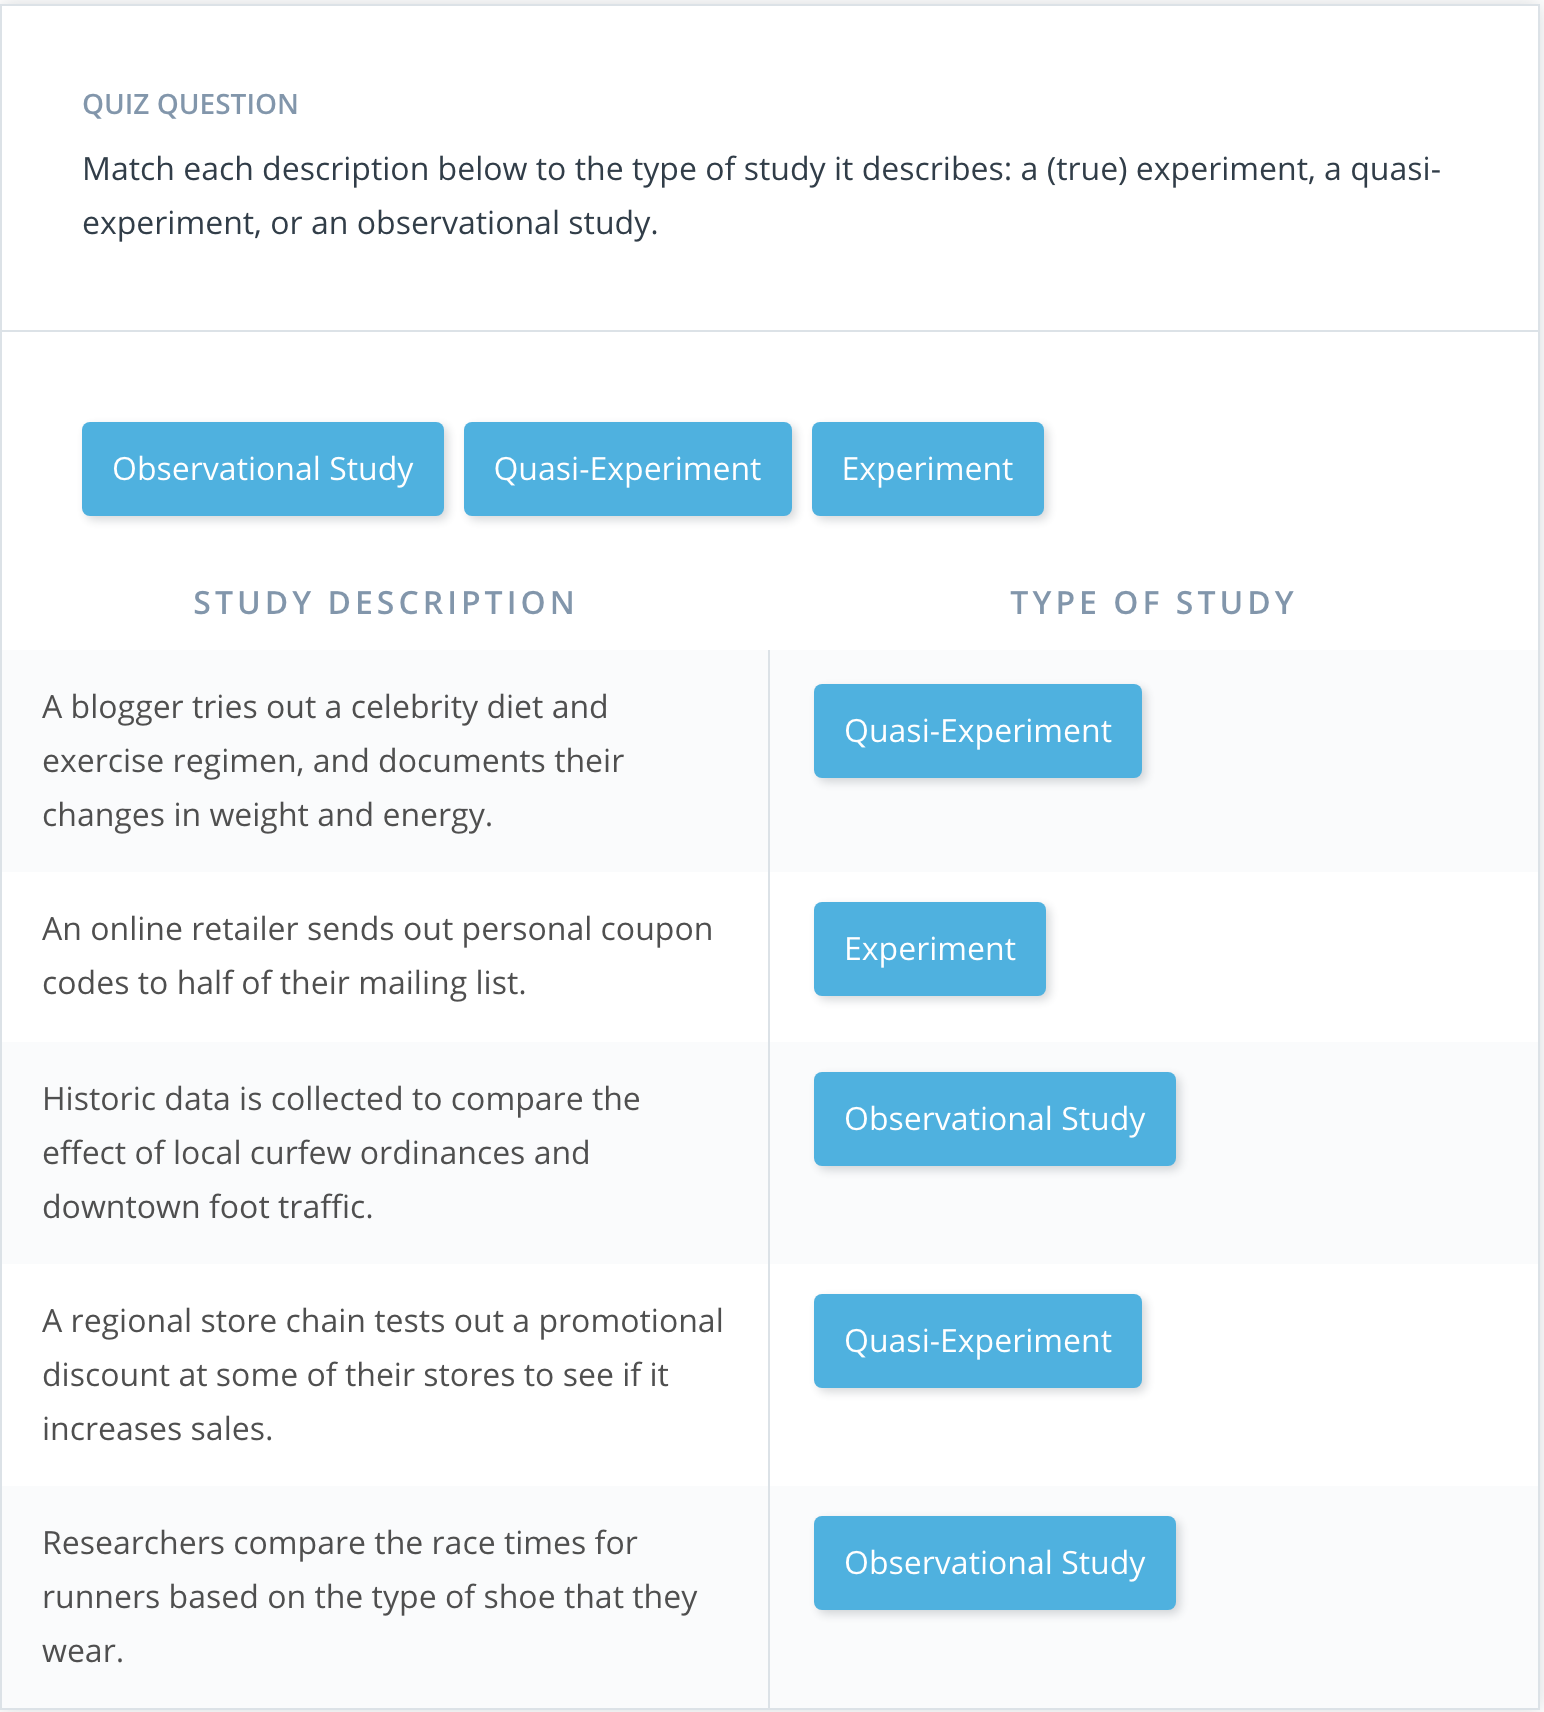 QUIZ QUESTION
Match each description below to the type of study it describes: a (true) experiment, a quasi-
experiment, or an observational study.
Observational Study
Quasi-Experiment
Experiment
STUDY DESCRIPTION
TYPE OF STUDY
A blogger tries out a celebrity diet and
exercise regimen, and documents their
changes in weight and energy.
Quasi-Experiment
An online retailer sends out personal coupon
codes to half of their mailing list.
Experiment
Historic data is collected to compare the
effect of local curfew ordinances and
downtown foot traffic.
Observational Study
A regional store chain tests out a promotional
discount at some of their stores to see if it
increases sales.
Quasi-Experiment
Researchers compare the race times for
runners based on the type of shoe that they
wear.
Observational Study